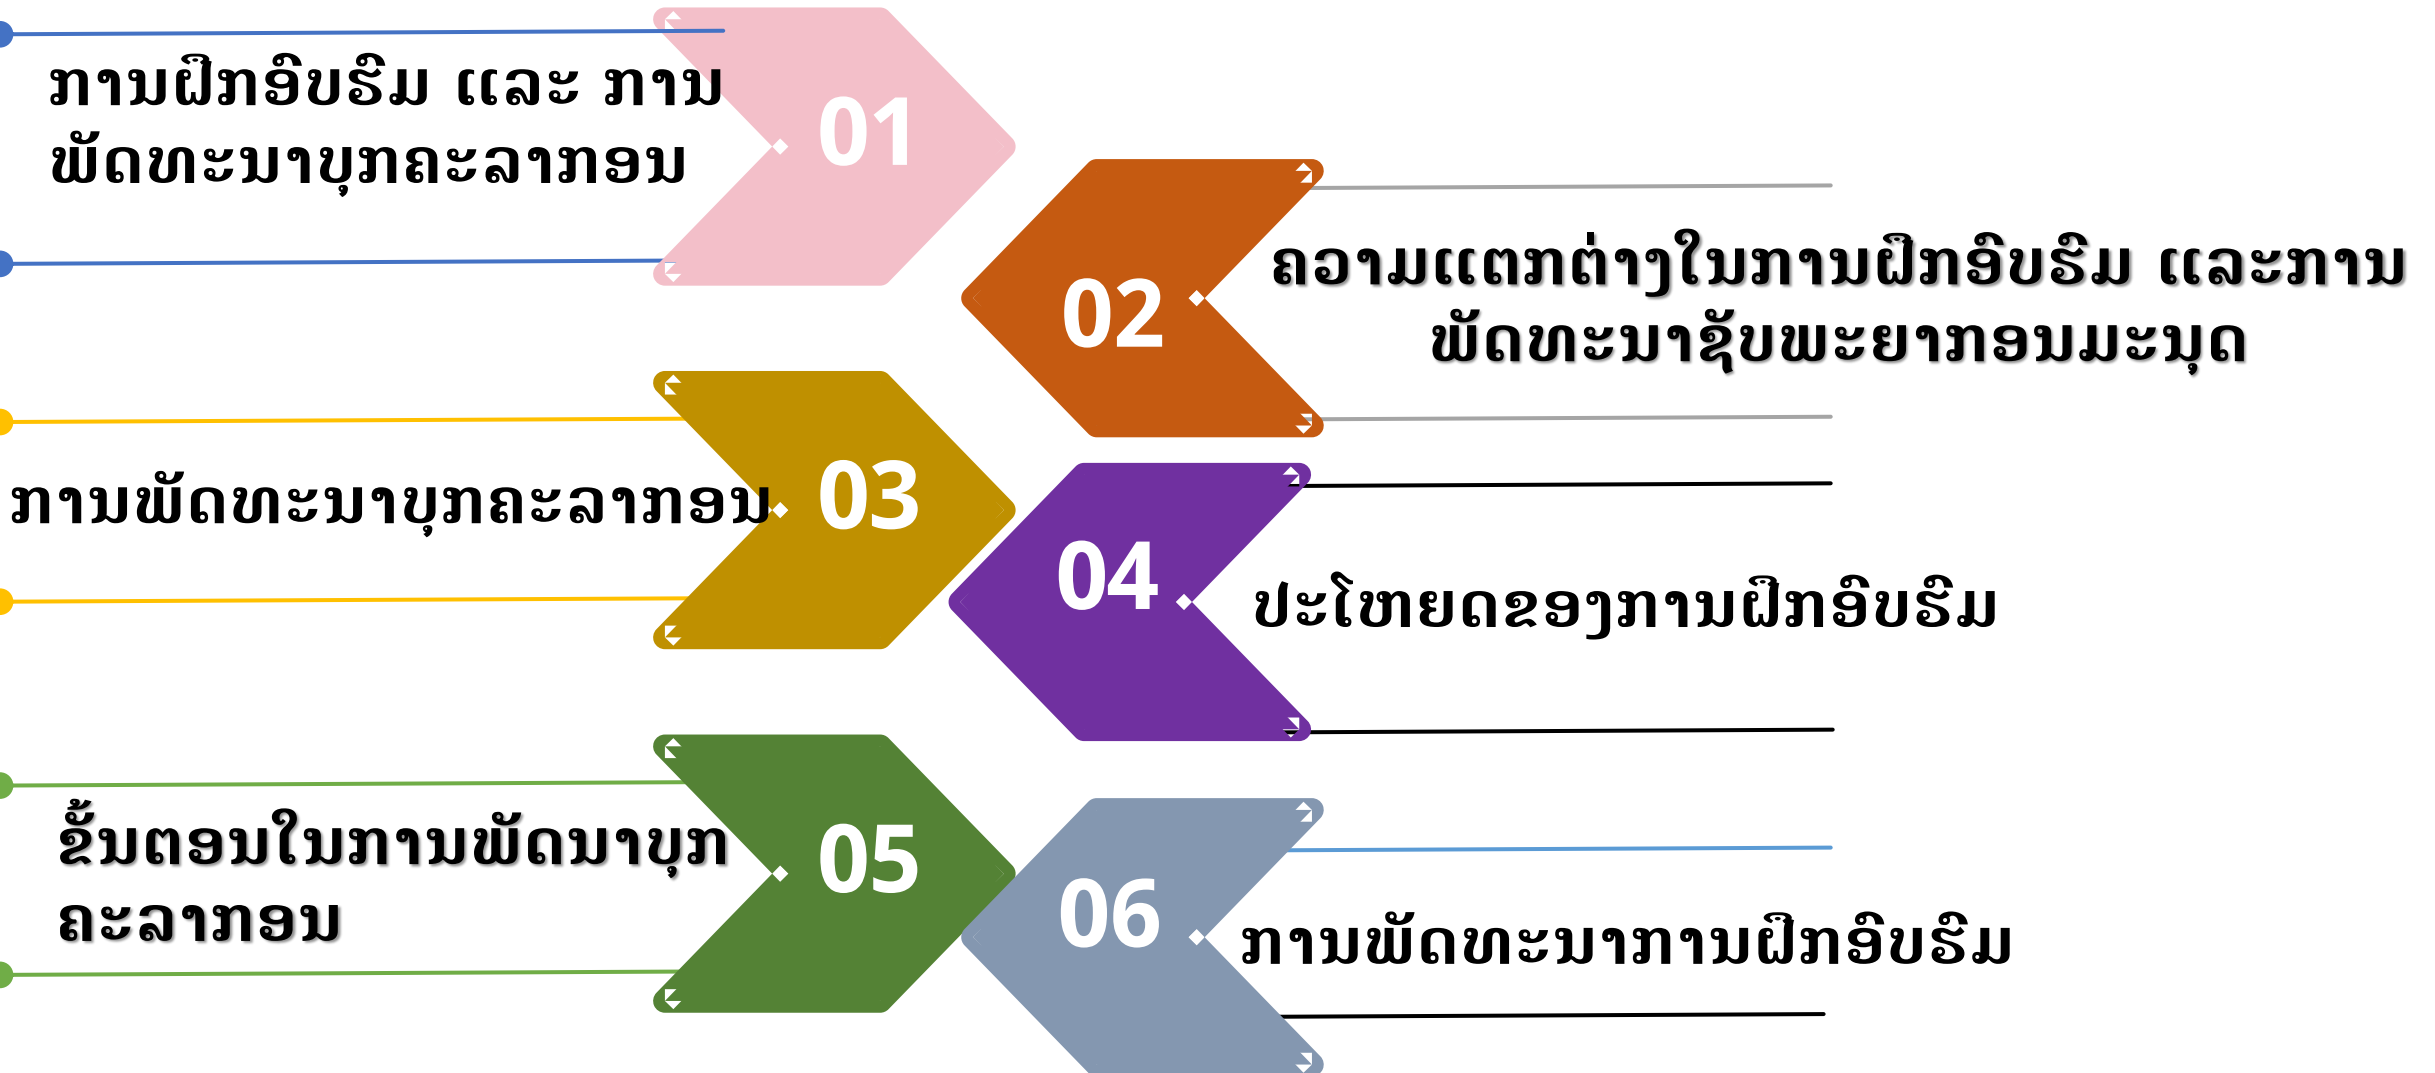 ການຝຶກອົບຮົມ ແລະ ການ
ພັດທະນາບຸກຄະລາກອນ
01
02
ຄວາມແຕກຕ່າງໃນການຝຶກອົບຮົມ ແລະການ
ພັດທະນາຊັບພະຍາກອນມະນຸດ
ການພັດທະນາບຸກຄະລາກອນ
03
04
ປະໂຫຍດຂອງການຝຶກອົບຮົມ
ຂັ້ນຕອນໃນການພັດນາບຸກ
ຄະລາກອນ
05
06
ການພັດທະນາການຝຶກອົບຮົມ